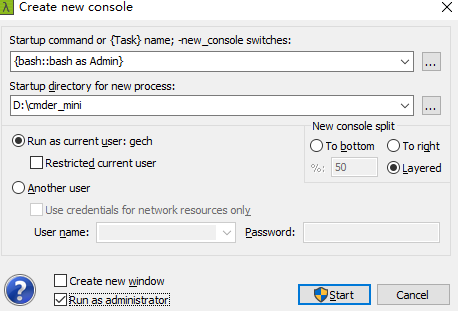 λ Create new console
Startup command or {Task} name; -new_console switches:
{bash::bash as Admin}
...
Startup directory for new process:
D:\cmder_mini
...
Run as current user: gech
Restricted current user
New console split
To bottom
To right
%:
50
Layered
Another user
Use credentials for network resources only
User name:
Password:
Create new window
Run as administrator
Start
Cancel
?